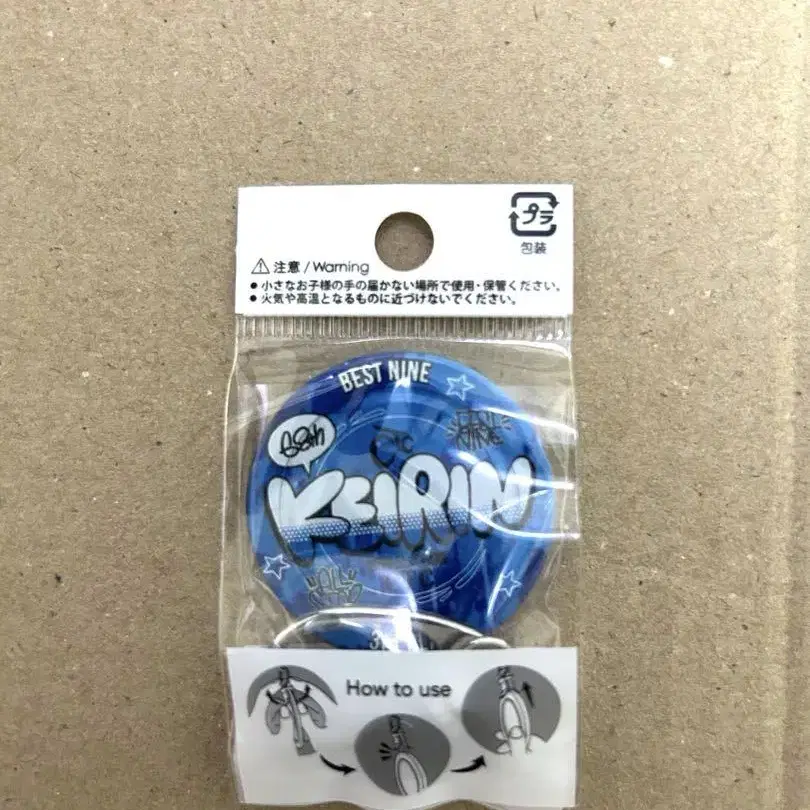 プラ
包装
⚠ 注意 / Warning
● 小さなお子様の手の届かない場所で使用・保管ください。
● 火気や高温となるものに近づけないでください。
BEST NINE
68th
KEIRIN
How to use